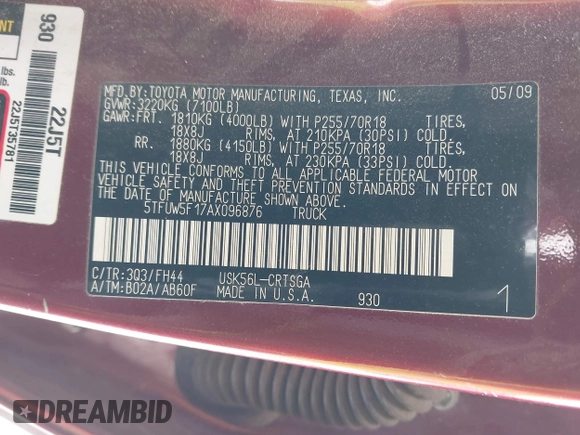 MFD.BY:TOYOTA MOTOR MANUFACTURING, TEXAS, INC. 05/09
GVWR:3220KG (7100LB)
GAWR:FRT. 1810KG (4000LB) WITH P255/70R18 TIRES,
18X8J RIMS, AT 210KPA (30PSI) COLD.
RR. 1880KG (4150LB) WITH P255/70R18 TIRES,
18X8J RIMS, AT 230KPA (33PSI) COLD.
THIS VEHICLE CONFORMS TO ALL APPLICABLE FEDERAL MOTOR
VEHICLE SAFETY AND THEFT PREVENTION STANDARDS IN EFFECT
ON THE DATE OF MANUFACTURE SHOWN ABOVE.
5TFUW5F17AX096876 TRUCK
C/TR:3Q3/FH44 USK56L-CRTSGA
A/TM:B02A/AB60F MADE IN U.S.A. 930 1
930
22J5T
22J5T35781
lbs.
DREAMBID